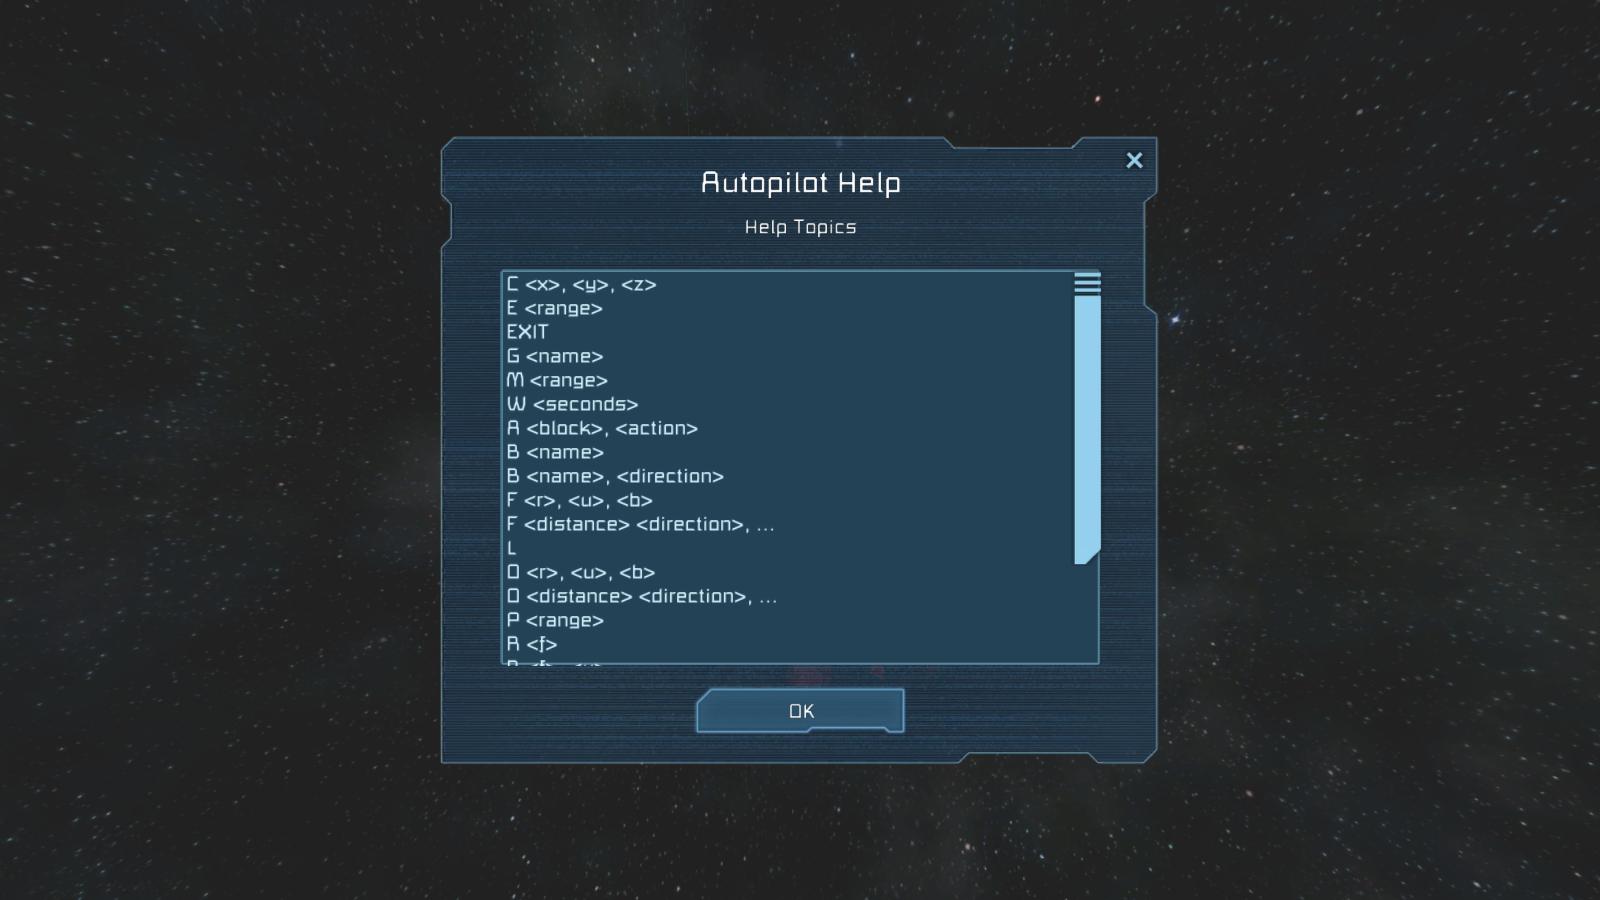 Autopilot Help
Help Topics
C <x>, <y>, <z>
E <range>
EXIT
G <name>
M <range>
W <seconds>
A <block>, <action>
B <name>
B <name>, <direction>
F <r>, <u>, <b>
F <distance> <direction>, ...
L
O <r>, <u>, <b>
O <distance> <direction>, ...
P <range>
R <f>
OK